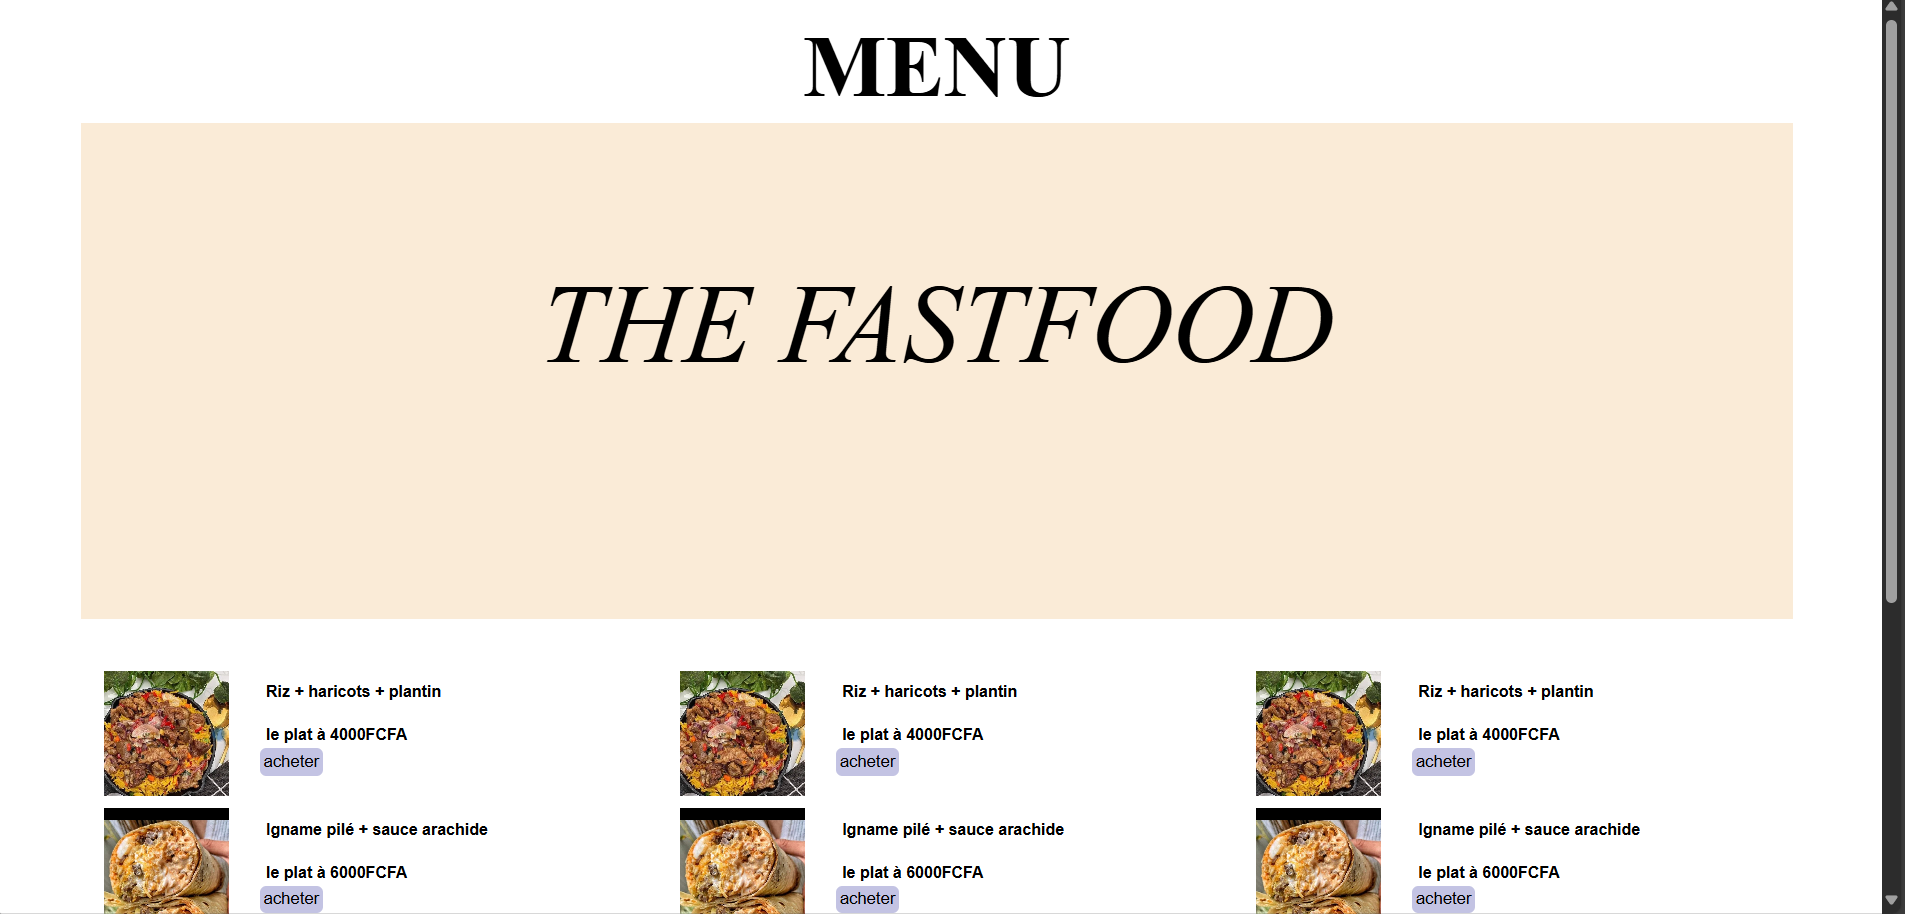 MENU
THE FASTFOOD
Riz + haricots + plantin
le plat à 4000FCFA
acheter
Riz + haricots + plantin
le plat à 4000FCFA
acheter
Riz + haricots + plantin
le plat à 4000FCFA
acheter
Igname pilé + sauce arachide
le plat à 6000FCFA
acheter
Igname pilé + sauce arachide
le plat à 6000FCFA
acheter
Igname pilé + sauce arachide
le plat à 6000FCFA
acheter